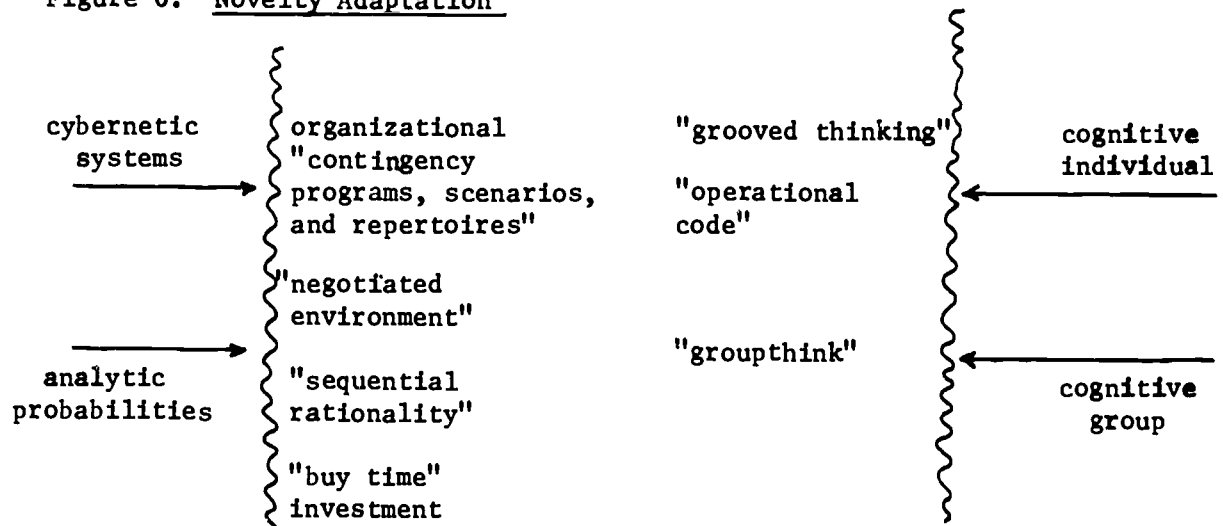 Figure 6. Novelty Adaptation
cybernetic
systems
organizational
"contingency
programs, scenarios,
and repertoires"
"negotiated
environment"
analytic
probabilities
"sequential
rationality"
"buy time"
investment
"grooved thinking"
"operational
code"
"groupthink"
cognitive
individual
cognitive
group